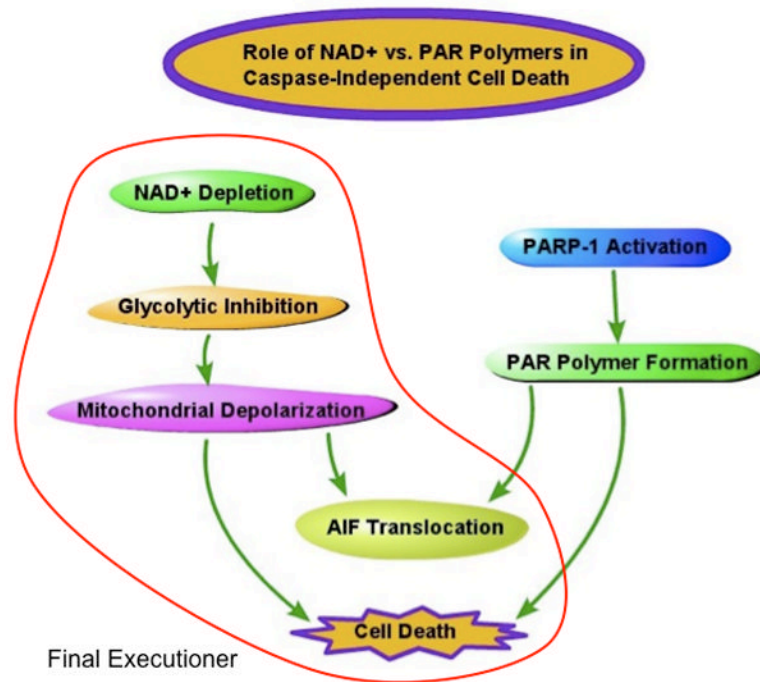 Role of NAD+ vs. PAR Polymers in
Caspase-Independent Cell Death
NAD+ Depletion
PARP-1 Activation
Glycolytic Inhibition
PAR Polymer Formation
Mitochondrial Depolarization
AIF Translocation
Cell Death
Final Executioner